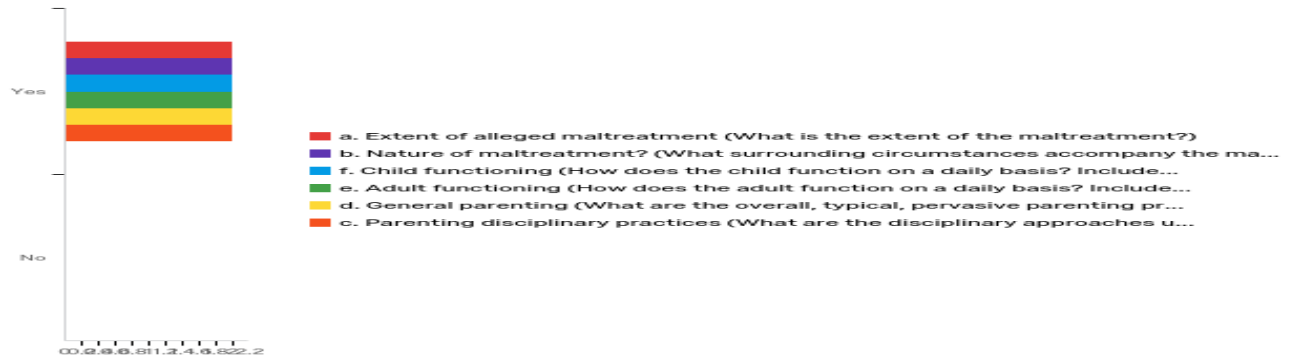 Yes
No
a. Extent of alleged maltreatment (What is the extent of the maltreatment?)
b. Nature of maltreatment? (What surrounding circumstances accompany the ma...
f. Child functioning (How does the child function on a daily basis? Include...
e. Adult functioning (How does the adult function on a daily basis? Include...
d. General parenting (What are the overall, typical, pervasive parenting pr...
c. Parenting disciplinary practices (What are the disciplinary approaches u...